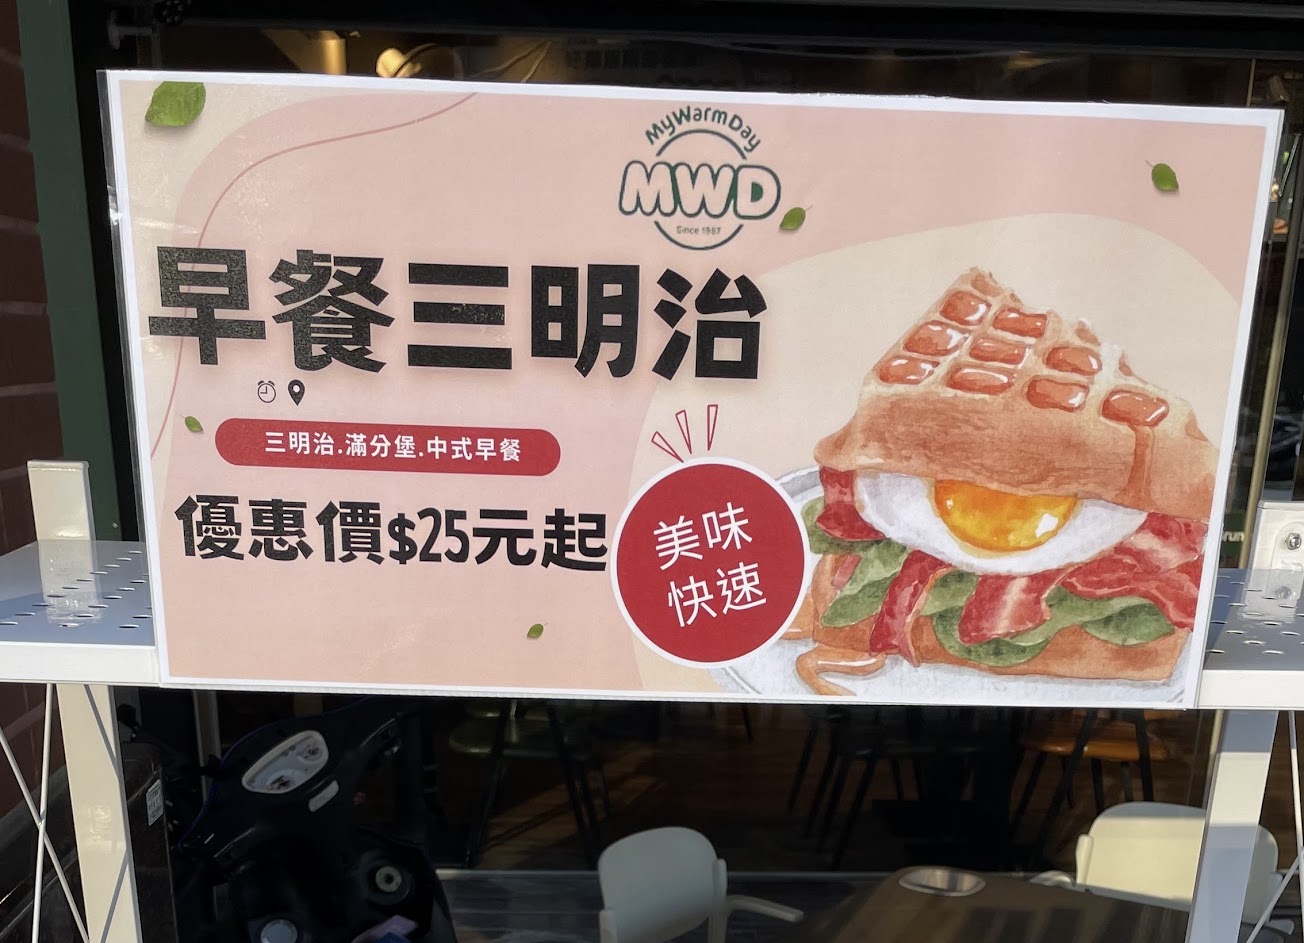 MyWarmDay
MWD
Since 1987
早餐三明治
三明治.滿分堡.中式早餐
優惠價$25元起
美味
快速